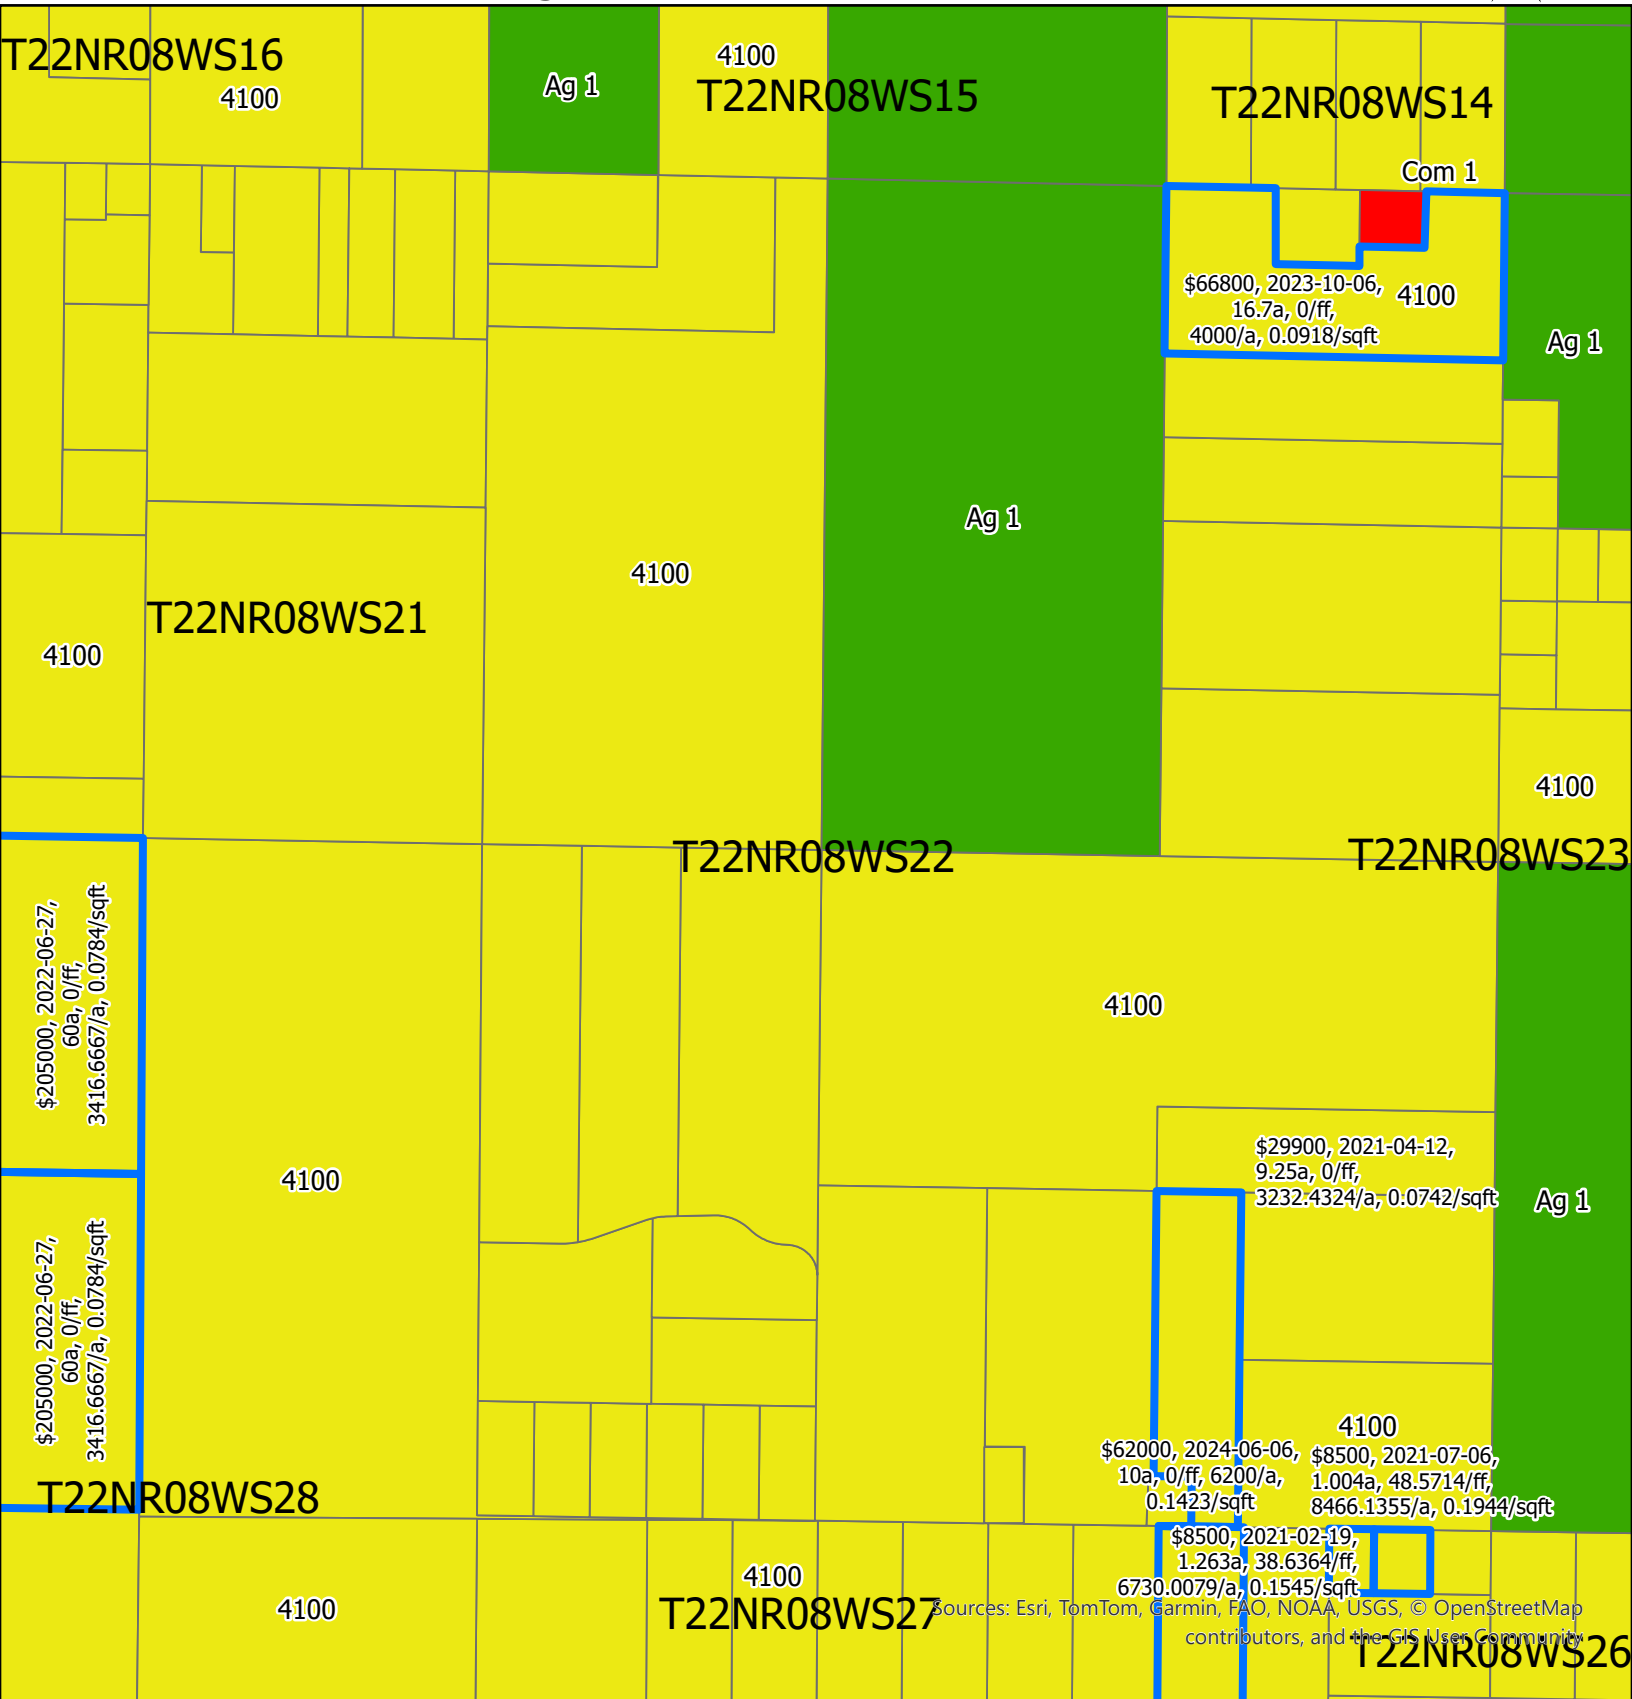 T22NR08WS16
4100
Ag 1
4100
T22NR08WS15
T22NR08WS14
Com 1
$66800, 2023-10-06,
16.7a, 0/ff,
4000/a, 0.0918/sqft
4100
Ag 1
Ag 1
4100
T22NR08WS21
4100
4100
T22NR08WS22
T22NR08WS23
$205000, 2022-06-27,
60a, 0/ff,
3416.6667/a, 0.0784/sqft
4100
4100
$29900, 2021-04-12,
9.25a, 0/ff,
3232.4324/a, 0.0742/sqft
Ag 1
$205000, 2022-06-27,
60a, 0/ff,
3416.6667/a, 0.0784/sqft
4100
$62000, 2024-06-06,
10a, 0/ff, 6200/a,
0.1423/sqft
$8500, 2021-07-06,
1.004a, 48.5714/ff,
8466.1355/a, 0.1944/sqft
T22NR08WS28
$8500, 2021-02-19,
1.263a, 38.6364/ff,
6730.0079/a, 0.1545/sqft
4100
4100
T22NR08WS27
Sources: Esri, TomTom, Garmin, FAO, NOAA, USGS, © OpenStreetMap
contributors, and the GIS User Community
T22NR08WS26